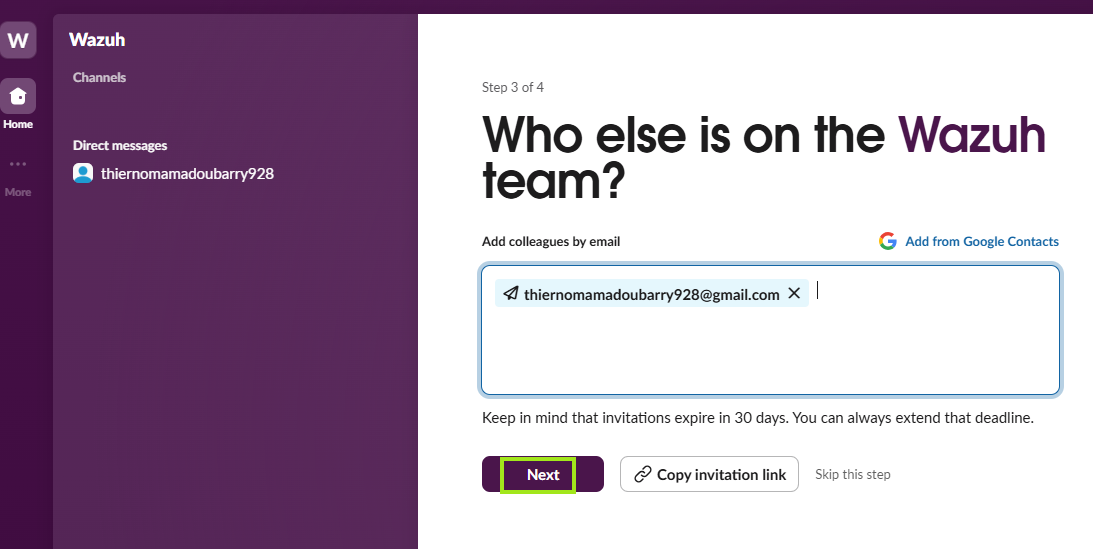 W
Home
More
Wazuh
Channels
Direct messages
thiernomamadoubarry928
Step 3 of 4
Who else is on the Wazuh
team?
Add colleagues by email
Add from Google Contacts
thiernomamadoubarry928@gmail.com
Keep in mind that invitations expire in 30 days. You can always extend that deadline.
Next
Copy invitation link
Skip this step